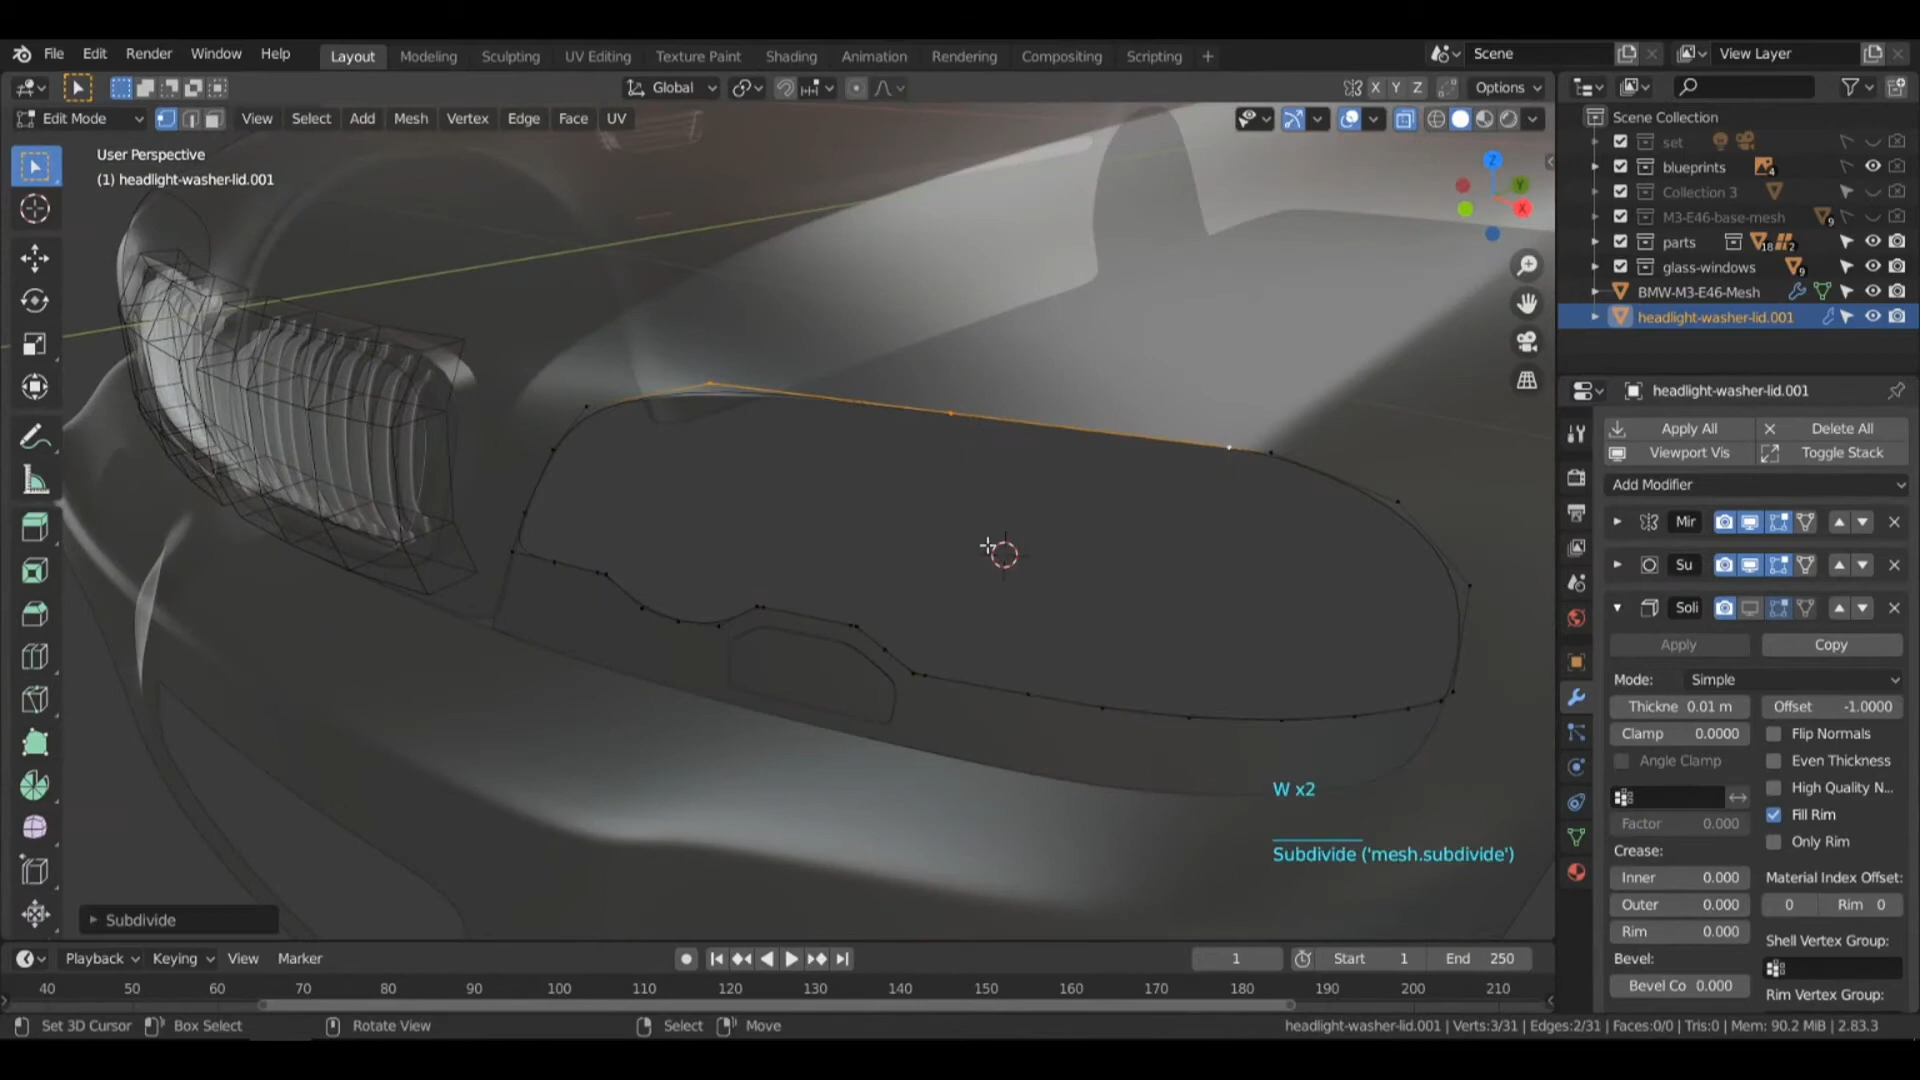 File Edit Render Window Help
Layout Modeling Sculpting UV Editing Texture Paint Shading Animation Rendering Compositing Scripting +
Scene
View Layer
Global
X Y Z
Options
Edit Mode
View Select Add Mesh Vertex Edge Face UV
User Perspective
(1) headlight-washer-lid.001
Z
Y
X
W x2
Subdivide ('mesh.subdivide')
Subdivide
Scene Collection
set
blueprints 4
Collection 3
M3-E46-base-mesh 9
parts 18 2
glass-windows 9
BMW-M3-E46-Mesh
headlight-washer-lid.001
headlight-washer-lid.001
Apply All Delete All
Viewport Vis Toggle Stack
Add Modifier
Mir
Su
Soli
Apply Copy
Mode: Simple
Thickne 0.01 m Offset -1.0000
Clamp 0.0000 Flip Normals
Angle Clamp Even Thickness
High Quality N...
Fill Rim
Factor 0.000
Only Rim
Crease:
Inner 0.000 Material Index Offset:
Outer 0.000 0 Rim 0
Rim 0.000
Shell Vertex Group:
Bevel:
Bevel Co 0.000 Rim Vertex Group:
Playback Keying View Marker
1 Start 1 End 250
40 50 60 70 80 90 100 110 120 130 140 150 160 170 180 190 200 210
Set 3D Cursor Box Select Rotate View Select Move
headlight-washer-lid.001 | Verts:3/31 | Edges:2/31 | Faces:0/0 | Tris:0 | Mem: 90.2 MiB | 2.83.3